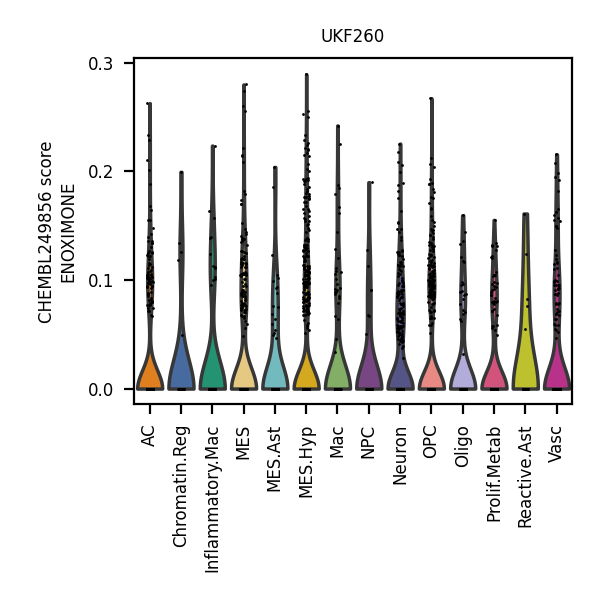 UKF260
CHEMBL249856 score
ENOXIMONE
0.3
0.2
0.1
0.0
AC
Chromatin.Reg
Inflammatory.Mac
MES
MES.Ast
MES.Hyp
Mac
NPC
Neuron
OPC
Oligo
Prolif.Metab
Reactive.Ast
Vasc